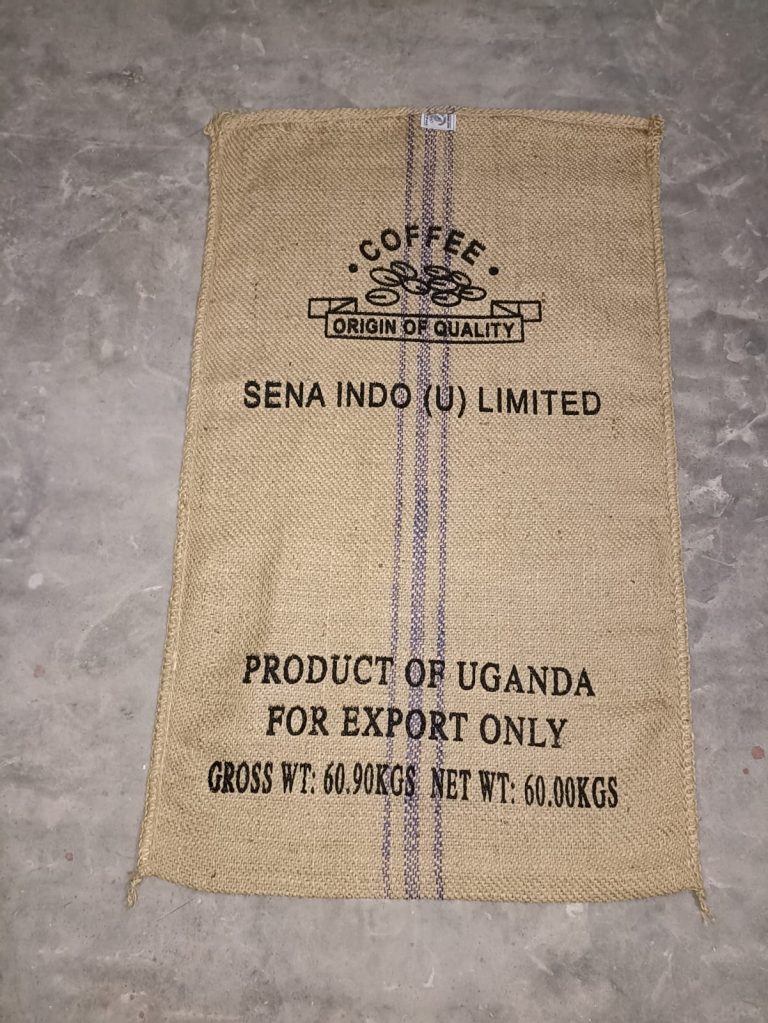 • COFFEE •
ORIGIN OF QUALITY
SENA INDO (U) LIMITED
PRODUCT OF UGANDA
FOR EXPORT ONLY
GROSS WT: 60.90KGS NET WT: 60.00KGS